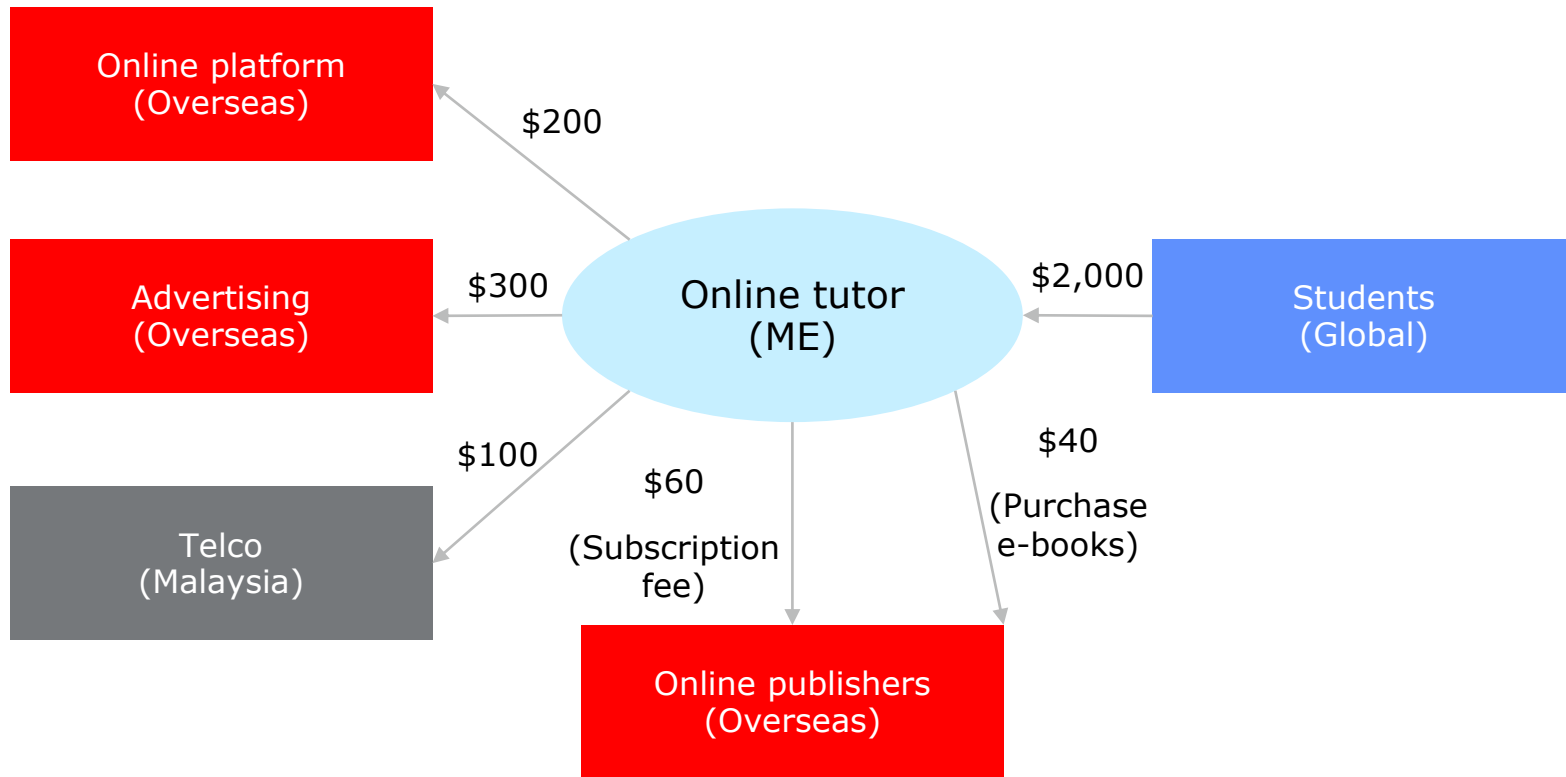 Online platform
(Overseas)
$200
Advertising
(Overseas)
$300
Online tutor
(ME)
$2,000
Students
(Global)
Telco
(Malaysia)
$100
$60
(Subscription
fee)
$40
(Purchase
e-books)
Online publishers
(Overseas)